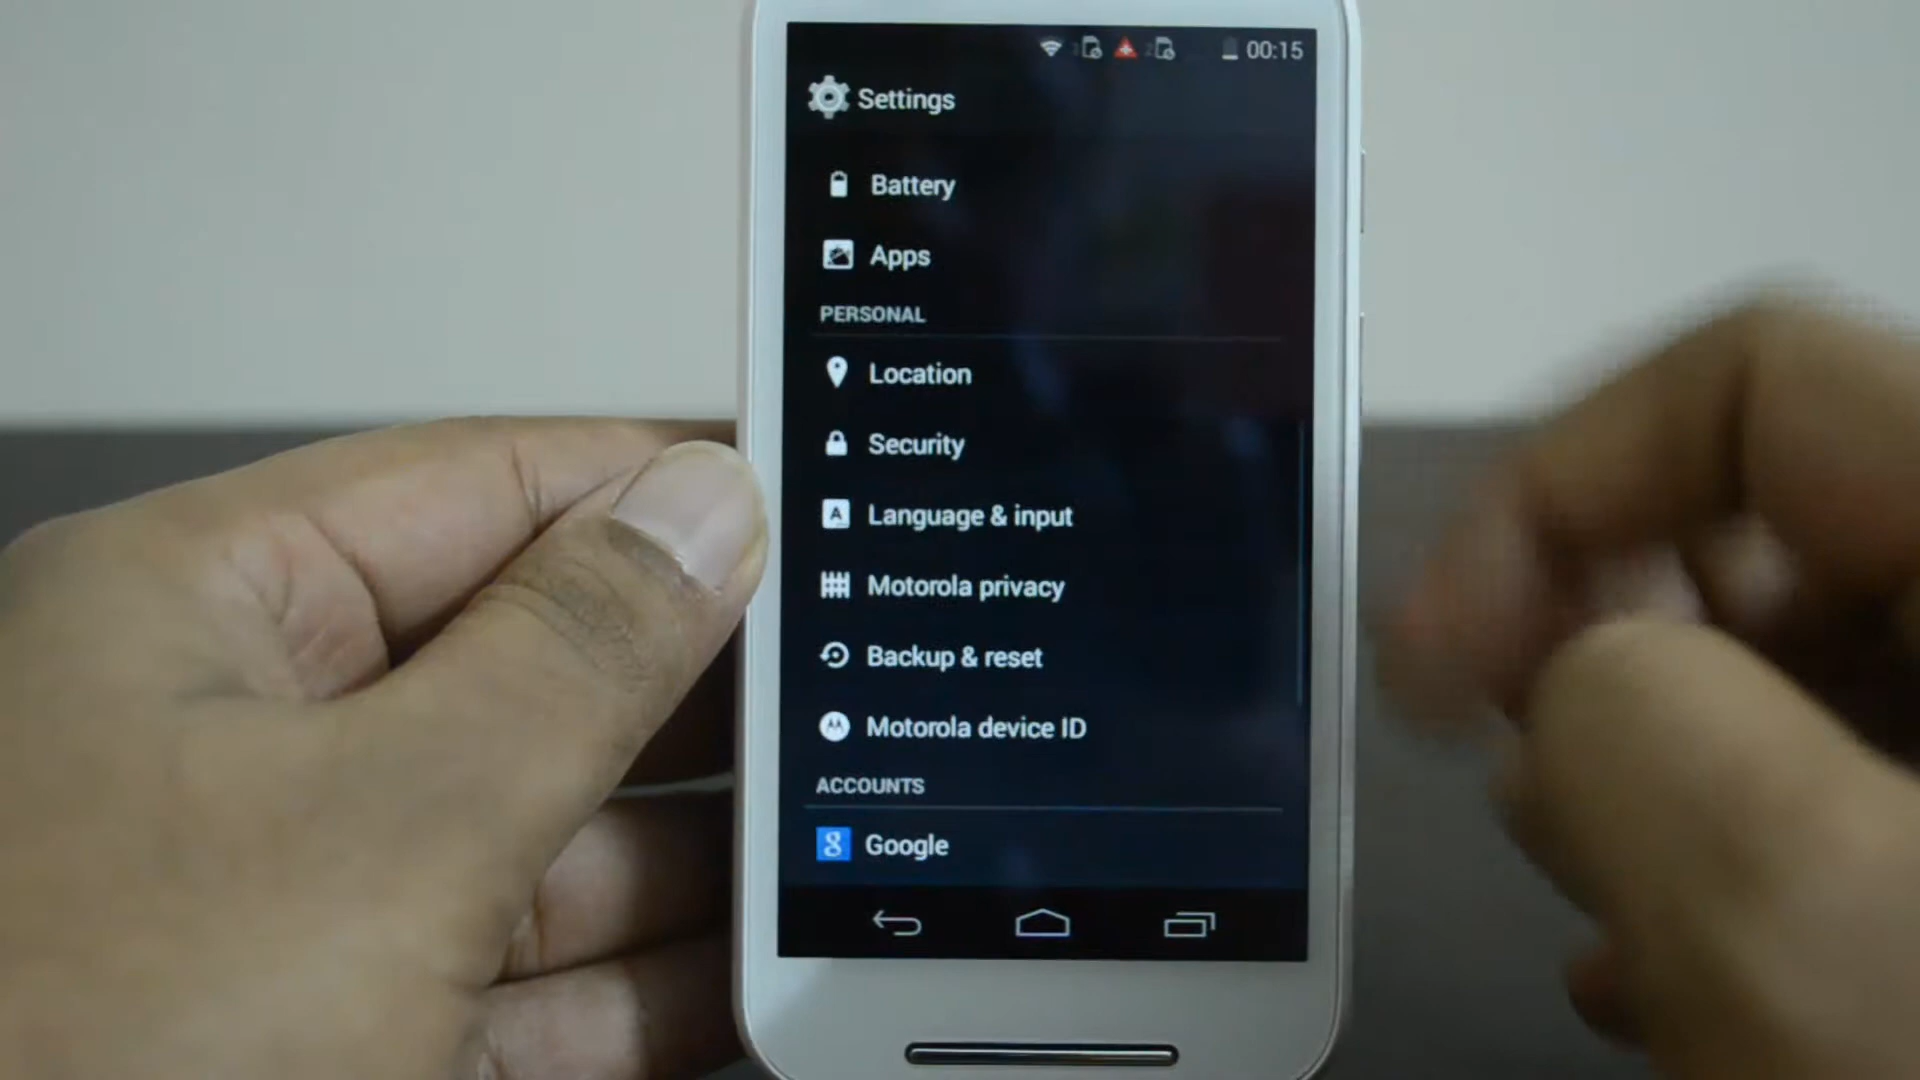 00:15
Settings
Battery
Apps
PERSONAL
Location
Security
A Language & input
Motorola privacy
Backup & reset
Motorola device ID
ACCOUNTS
8 Google